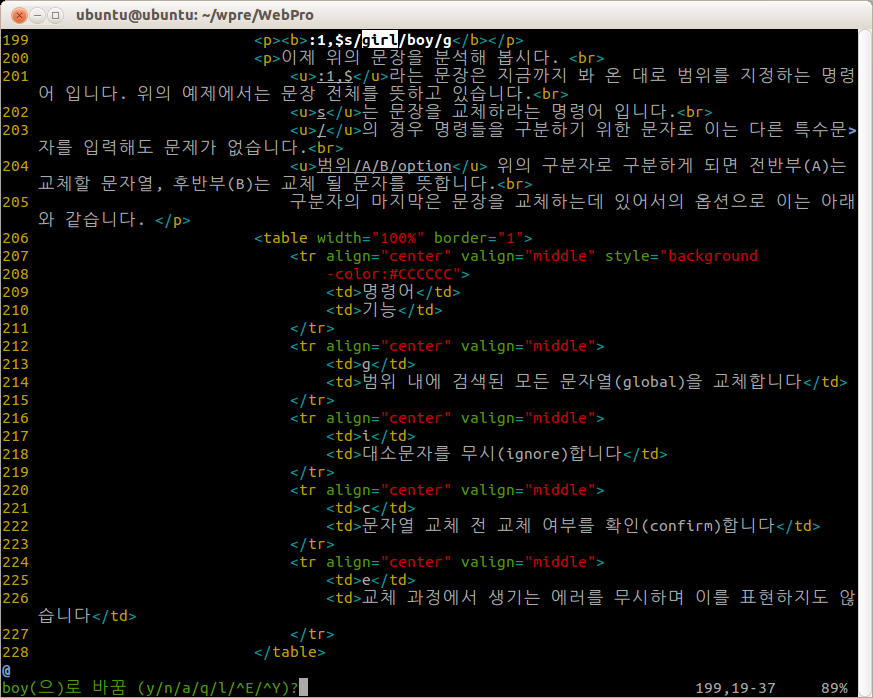 ubuntu@ubuntu: ~/wpre/WebPro
199 <p><b>:1,$s/girl/boy/g</b></p>
200 <p>이제 위의 문장을 분석해 봅시다. <br>
201 <u>:1,$</u>라는 문장은 지금까지 봐 온 대로 범위를 지정하는 명령
어 입니다. 위의 예제에서는 문장 전체를 뜻하고 있습니다.<br>
202 <u>s</u>는 문장을 교체하라는 명령어 입니다.<br>
203 <u>/</u>의 경우 명령들을 구분하기 위한 문자로 이는 다른 특수문>
자를 입력해도 문제가 없습니다.<br>
204 <u>범위/A/B/option</u> 위의 구분자로 구분하게 되면 전반부(A)는
교체할 문자열, 후반부(B)는 교체 될 문자를 뜻합니다.<br>
205 구분자의 마지막은 문장을 교체하는데 있어서의 옵션으로 이는 아래
와 같습니다. </p>
206 <table width="100%" border="1">
207 <tr align="center" valign="middle" style="background
208 -color:#CCCCCC">
209 <td>명령어</td>
210 <td>기능</td>
211 </tr>
212 <tr align="center" valign="middle">
213 <td>g</td>
214 <td>범위 내에 검색된 모든 문자열(global)을 교체합니다</td>
215 </tr>
216 <tr align="center" valign="middle">
217 <td>i</td>
218 <td>대소문자를 무시(ignore)합니다</td>
219 </tr>
220 <tr align="center" valign="middle">
221 <td>c</td>
222 <td>문자열 교체 전 교체 여부를 확인(confirm)합니다</td>
223 </tr>
224 <tr align="center" valign="middle">
225 <td>e</td>
226 <td>교체 과정에서 생기는 에러를 무시하며 이를 표현하지도 않
습니다</td>
227 </tr>
228 </table>
@
boy(으)로 바꿈 (y/n/a/q/l/^E/^Y)? 199,19-37 89%